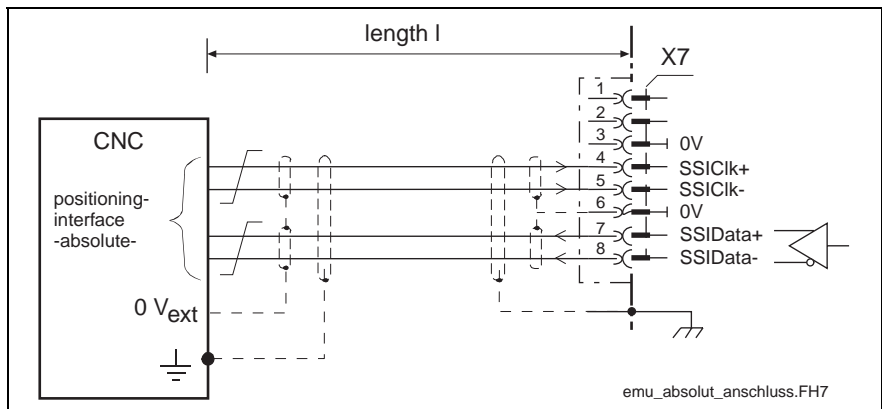 length l
X7
1
2
3
0V
CNC
4
SSIClk+
5
SSIClk-
positioning-
interface
-absolute-
6
0V
7
SSIData+
8
SSIData-
0 Vext
emu_absolut_anschluss.FH7